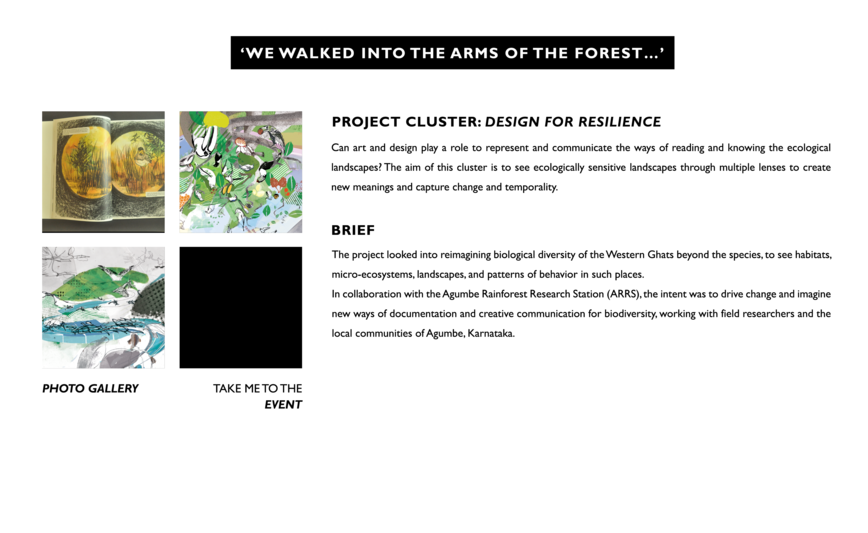 ‘WE WALKED INTO THE ARMS OF THE FOREST...’
PROJECT CLUSTER: DESIGN FOR RESILIENCE
Can art and design play a role to represent and communicate the ways of reading and knowing the ecological
landscapes? The aim of this cluster is to see ecologically sensitive landscapes through multiple lenses to create
new meanings and capture change and temporality.
BRIEF
The project looked into reimagining biological diversity of the Western Ghats beyond the species, to see habitats,
micro-ecosystems, landscapes, and patterns of behavior in such places.
In collaboration with the Agumbe Rainforest Research Station (ARRS), the intent was to drive change and imagine
new ways of documentation and creative communication for biodiversity, working with field researchers and the
local communities of Agumbe, Karnataka.
PHOTO GALLERY
TAKE ME TO THE
EVENT